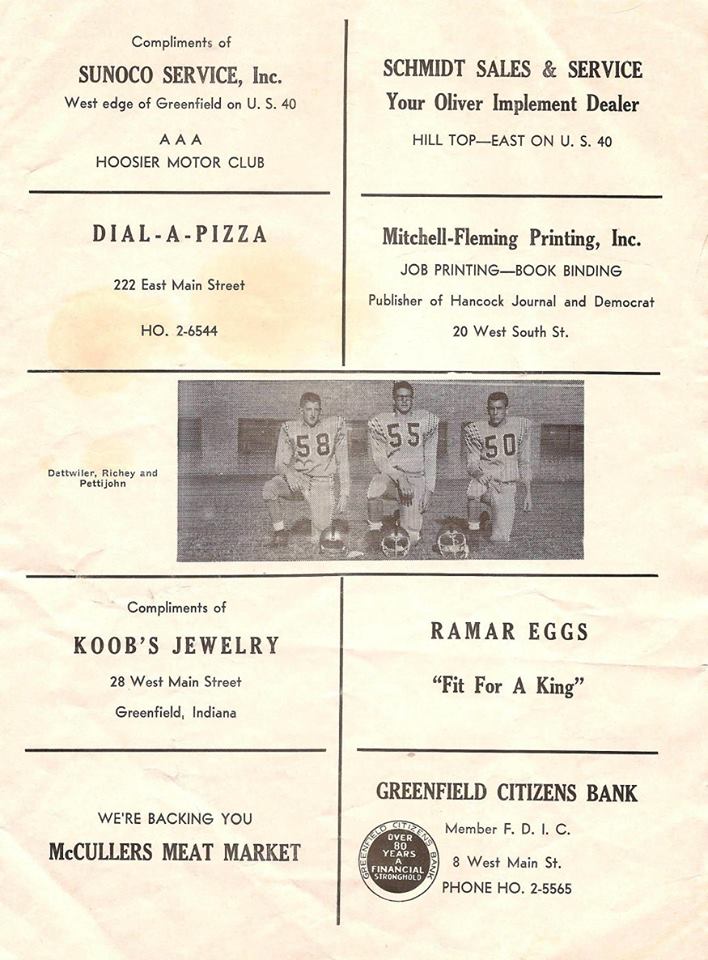 Compliments of
SUNOCO SERVICE, Inc.
West edge of Greenfield on U. S. 40
A A A
HOOSIER MOTOR CLUB
SCHMIDT SALES & SERVICE
Your Oliver Implement Dealer
HILL TOP—EAST ON U. S. 40
DIAL-A-PIZZA
222 East Main Street
HO. 2-6544
Mitchell-Fleming Printing, Inc.
JOB PRINTING—BOOK BINDING
Publisher of Hancock Journal and Democrat
20 West South St.
Dettwiler, Richey and
Pettijohn
58
55
50
Compliments of
KOOB'S JEWELRY
28 West Main Street
Greenfield, Indiana
RAMAR EGGS
"Fit For A King"
WE'RE BACKING YOU
McCULLERS MEAT MARKET
GREENFIELD CITIZENS BANK
Member F. D. I. C.
8 West Main St.
PHONE HO. 2-5565
GREENFIELD CITIZENS BANK
OVER
80
YEARS
A
FINANCIAL
STRONGHOLD